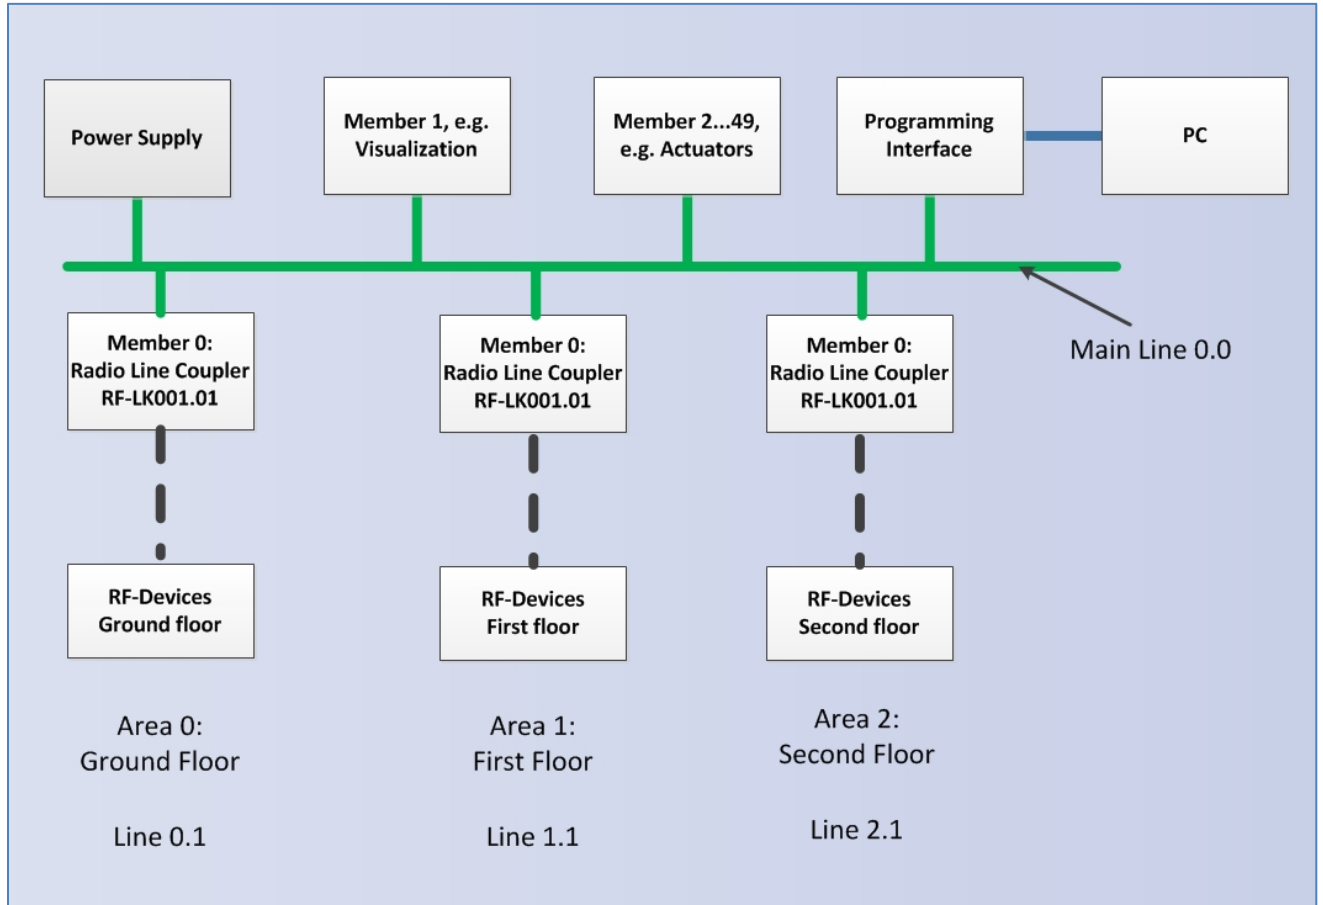 Power Supply
Member 1, e.g.
Visualization
Member 2...49,
e.g. Actuators
Programming
Interface
PC
Main Line 0.0
Member 0:
Radio Line Coupler
RF-LK001.01
Member 0:
Radio Line Coupler
RF-LK001.01
Member 0:
Radio Line Coupler
RF-LK001.01
RF-Devices
Ground floor
RF-Devices
First floor
RF-Devices
Second floor
Area 0:
Ground Floor
Line 0.1
Area 1:
First Floor
Line 1.1
Area 2:
Second Floor
Line 2.1